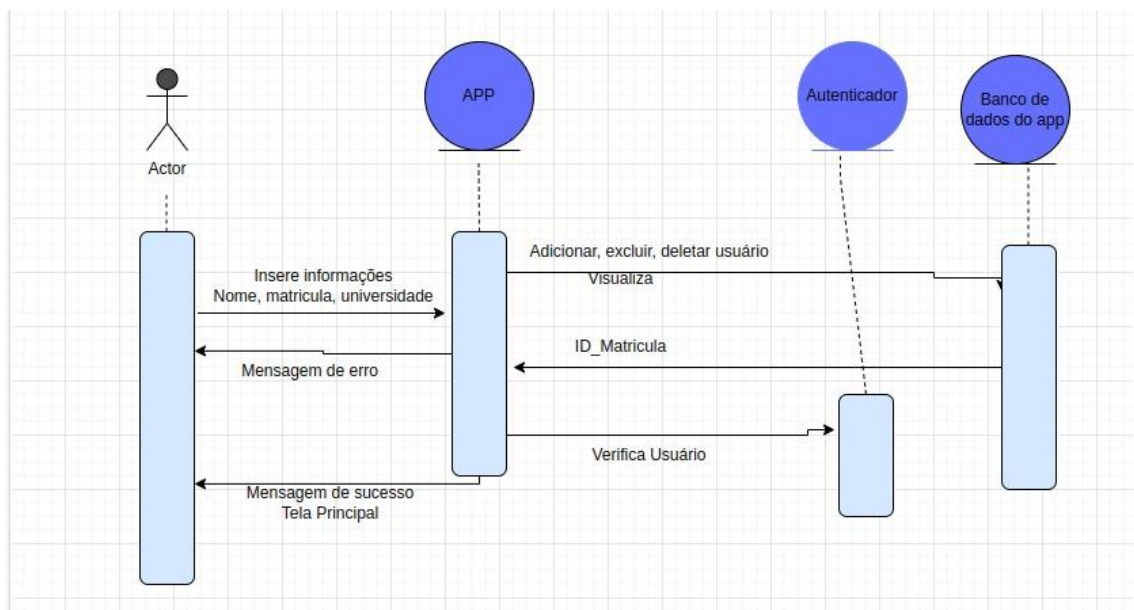 APP
Autenticador
Banco de
dados do app
Actor
Adicionar, excluir, deletar usuário
Visualiza
Insere informações
Nome, matricula, universidade
ID_Matricula
Mensagem de erro
Verifica Usuário
Mensagem de sucesso
Tela Principal